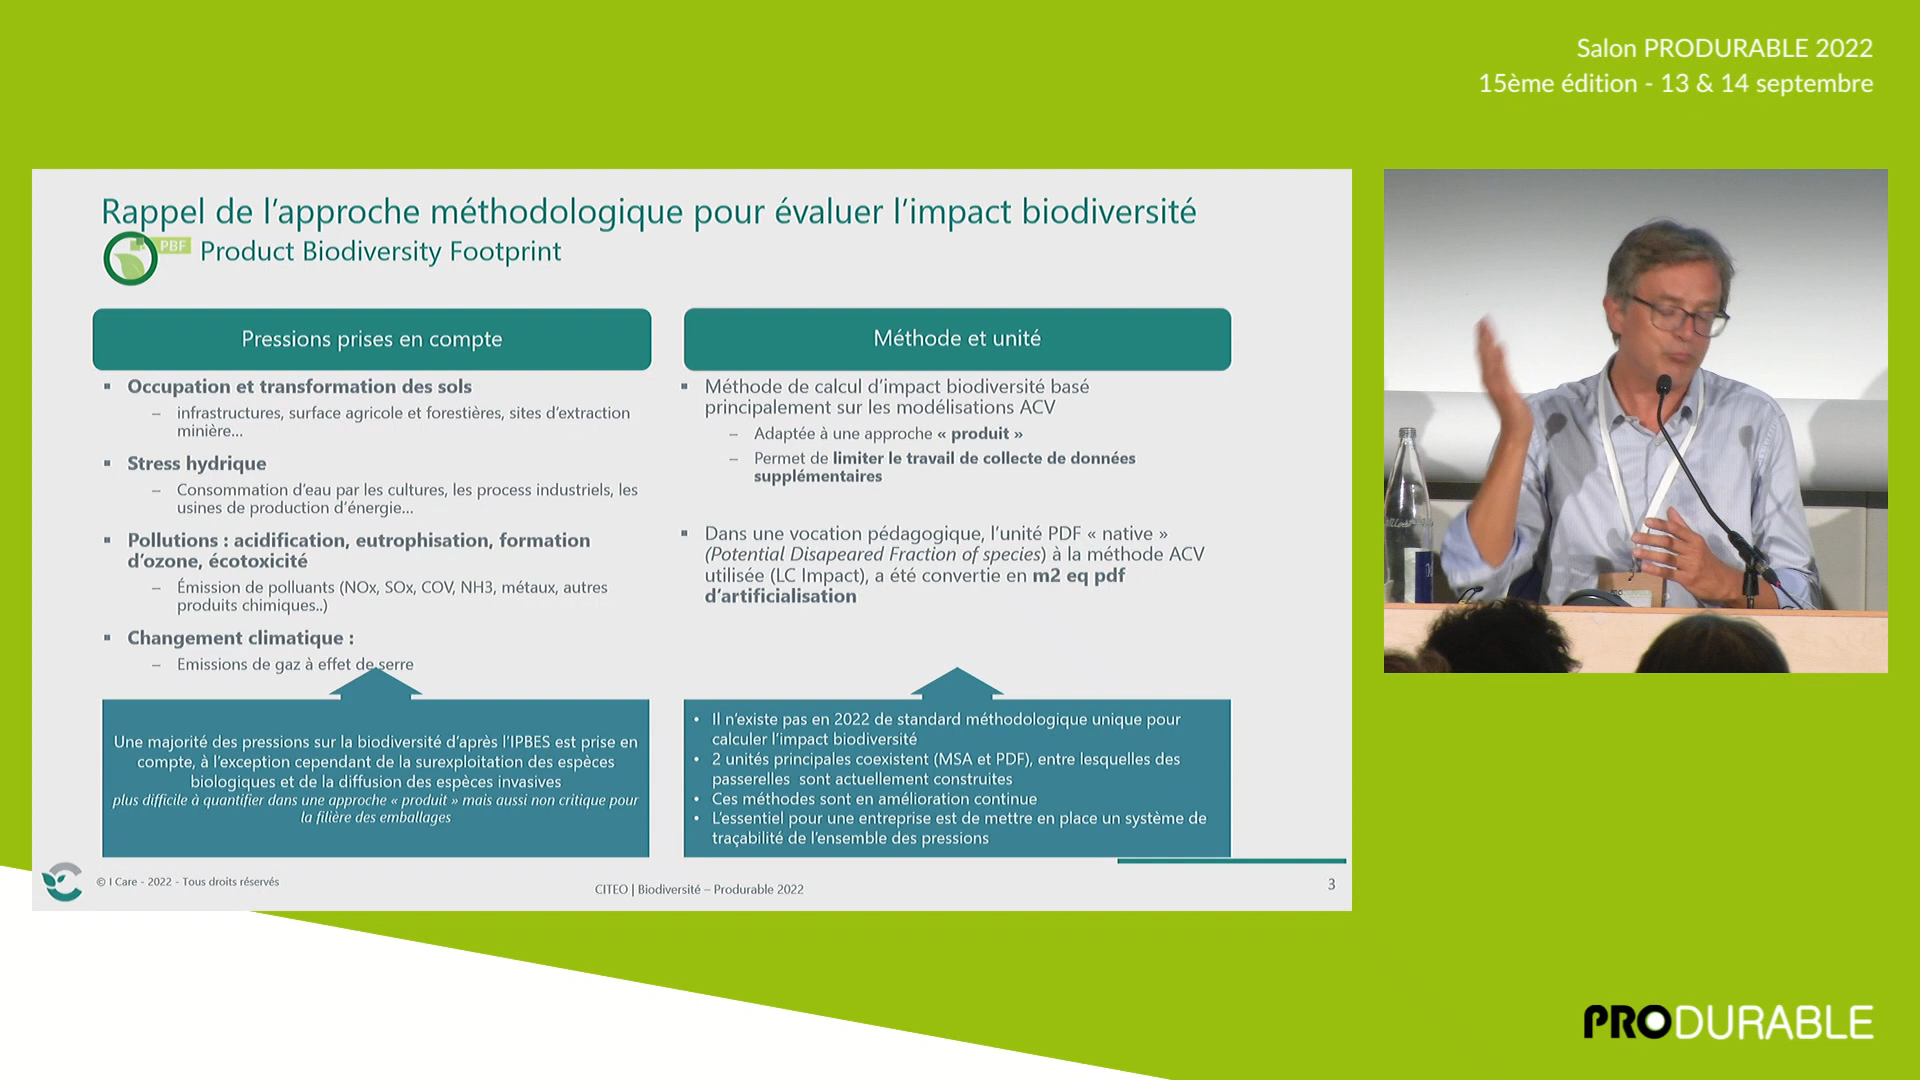 Salon PRODURABLE 2022
15ème édition - 13 & 14 septembre
Rappel de l'approche méthodologique pour évaluer l'impact biodiversité
PBF
Product Biodiversity Footprint
Pressions prises en compte
▪ Occupation et transformation des sols
– infrastructures, surface agricole et forestières, sites d'extraction
minière...
▪ Stress hydrique
– Consommation d'eau par les cultures, les process industriels, les
usines de production d'énergie...
▪ Pollutions : acidification, eutrophisation, formation
d'ozone, écotoxicité
– Émission de polluants (NOx, SOx, COV, NH3, métaux, autres
produits chimiques..)
▪ Changement climatique :
– Emissions de gaz à effet de serre
Une majorité des pressions sur la biodiversité d'après l'IPBES est prise en
compte, à l'exception cependant de la surexploitation des espèces
biologiques et de la diffusion des espèces invasives
plus difficile à quantifier dans une approche « produit » mais aussi non critique pour
la filière des emballages
Méthode et unité
▪ Méthode de calcul d'impact biodiversité basé
principalement sur les modélisations ACV
– Adaptée à une approche « produit »
– Permet de limiter le travail de collecte de données
supplémentaires
▪ Dans une vocation pédagogique, l'unité PDF « native »
(Potential Disapeared Fraction of species) à la méthode ACV
utilisée (LC Impact), a été convertie en m2 eq pdf
d'artificialisation
• Il n'existe pas en 2022 de standard méthodologique unique pour
calculer l'impact biodiversité
• 2 unités principales coexistent (MSA et PDF), entre lesquelles des
passerelles sont actuellement construites
• Ces méthodes sont en amélioration continue
• L'essentiel pour une entreprise est de mettre en place un système de
traçabilité de l'ensemble des pressions
© I Care - 2022 - Tous droits réservés
CITEO | Biodiversité – Produrable 2022
3
PRODURABLE